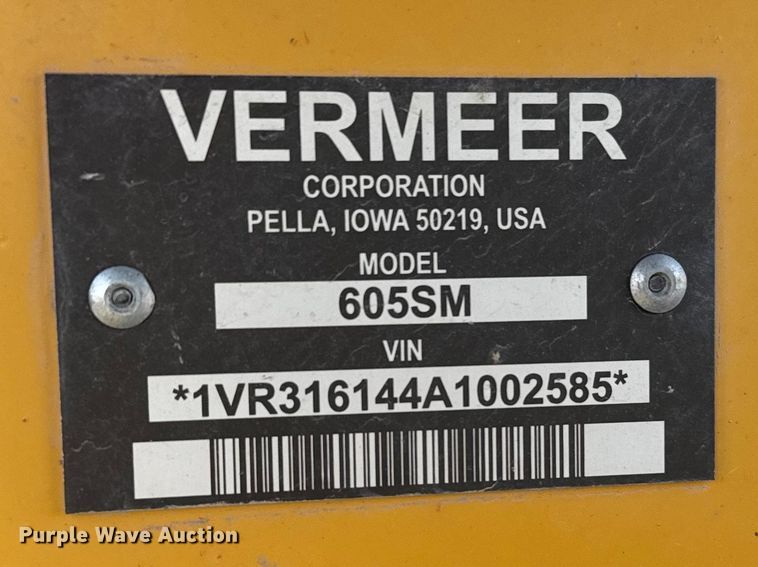 VERMEER
CORPORATION
PELLA, IOWA 50219, USA
MODEL
605SM
VIN
*1VR316144A1002585*
Purple Wave Auction